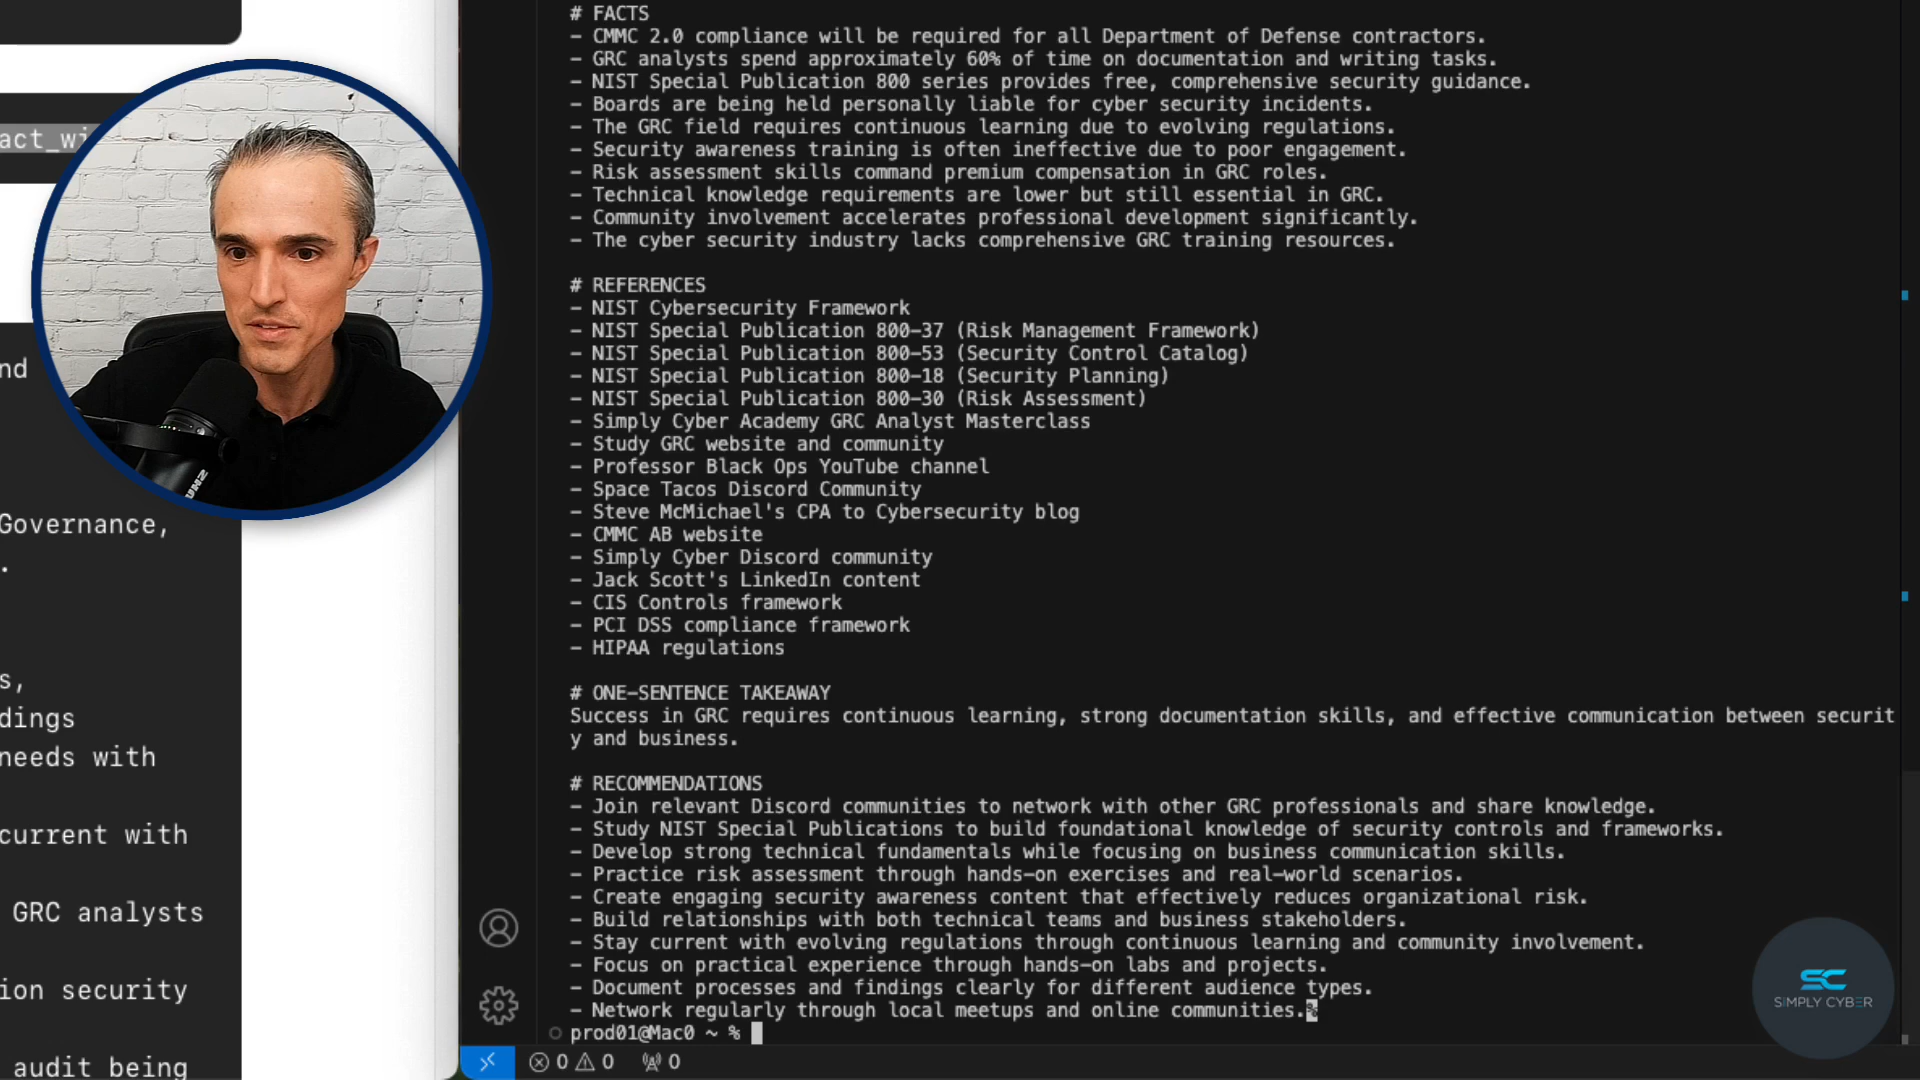 act_wi
nd
Governance,
.
s,
dings
needs with
current with
GRC analysts
ion security
audit being
# FACTS
– CMMC 2.0 compliance will be required for all Department of Defense contractors.
– GRC analysts spend approximately 60% of time on documentation and writing tasks.
– NIST Special Publication 800 series provides free, comprehensive security guidance.
– Boards are being held personally liable for cyber security incidents.
– The GRC field requires continuous learning due to evolving regulations.
– Security awareness training is often ineffective due to poor engagement.
– Risk assessment skills command premium compensation in GRC roles.
– Technical knowledge requirements are lower but still essential in GRC.
– Community involvement accelerates professional development significantly.
– The cyber security industry lacks comprehensive GRC training resources.
# REFERENCES
– NIST Cybersecurity Framework
– NIST Special Publication 800–37 (Risk Management Framework)
– NIST Special Publication 800–53 (Security Control Catalog)
– NIST Special Publication 800–18 (Security Planning)
– NIST Special Publication 800–30 (Risk Assessment)
– Simply Cyber Academy GRC Analyst Masterclass
– Study GRC website and community
– Professor Black Ops YouTube channel
– Space Tacos Discord Community
– Steve McMichael's CPA to Cybersecurity blog
– CMMC AB website
– Simply Cyber Discord community
– Jack Scott's LinkedIn content
– CIS Controls framework
– PCI DSS compliance framework
– HIPAA regulations
# ONE–SENTENCE TAKEAWAY
Success in GRC requires continuous learning, strong documentation skills, and effective communication between securit
y and business.
# RECOMMENDATIONS
– Join relevant Discord communities to network with other GRC professionals and share knowledge.
– Study NIST Special Publications to build foundational knowledge of security controls and frameworks.
– Develop strong technical fundamentals while focusing on business communication skills.
– Practice risk assessment through hands–on exercises and real–world scenarios.
– Create engaging security awareness content that effectively reduces organizational risk.
– Build relationships with both technical teams and business stakeholders.
– Stay current with evolving regulations through continuous learning and community involvement.
– Focus on practical experience through hands–on labs and projects.
– Document processes and findings clearly for different audience types.
– Network regularly through local meetups and online communities.%
prod01@Mac0 ~ %
0 0 0
SC
SIMPLY CYBER